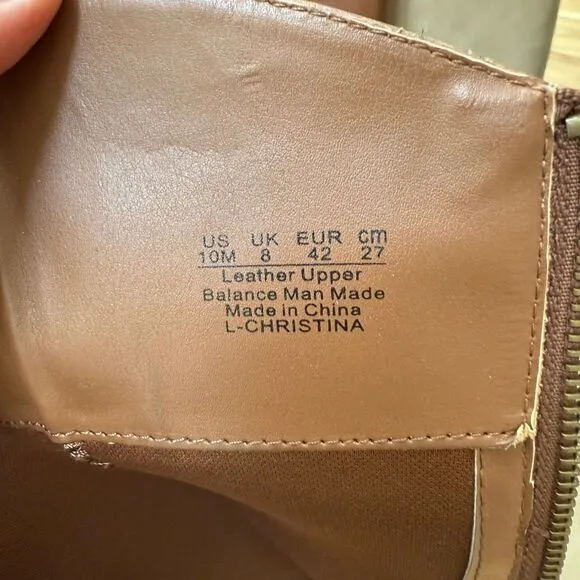 US UK EUR cm
10M 8 42 27
Leather Upper
Balance Man Made
Made in China
L-CHRISTINA